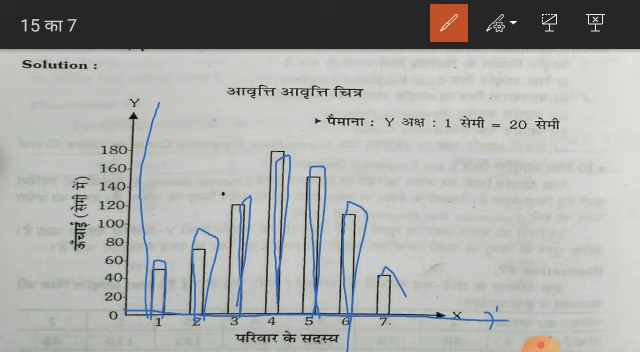 15 का 7
Solution :
आवृत्ति आवृत्ति चित्र
Y
▸ पैमाना : Y अक्ष : 1 सेमी = 20 सेमी
180
160
140
120
100
80
60
40
20
0
ऊँचाई (सेमी में)
1 2 3 4 5 6 7
X
परिवार के सदस्य